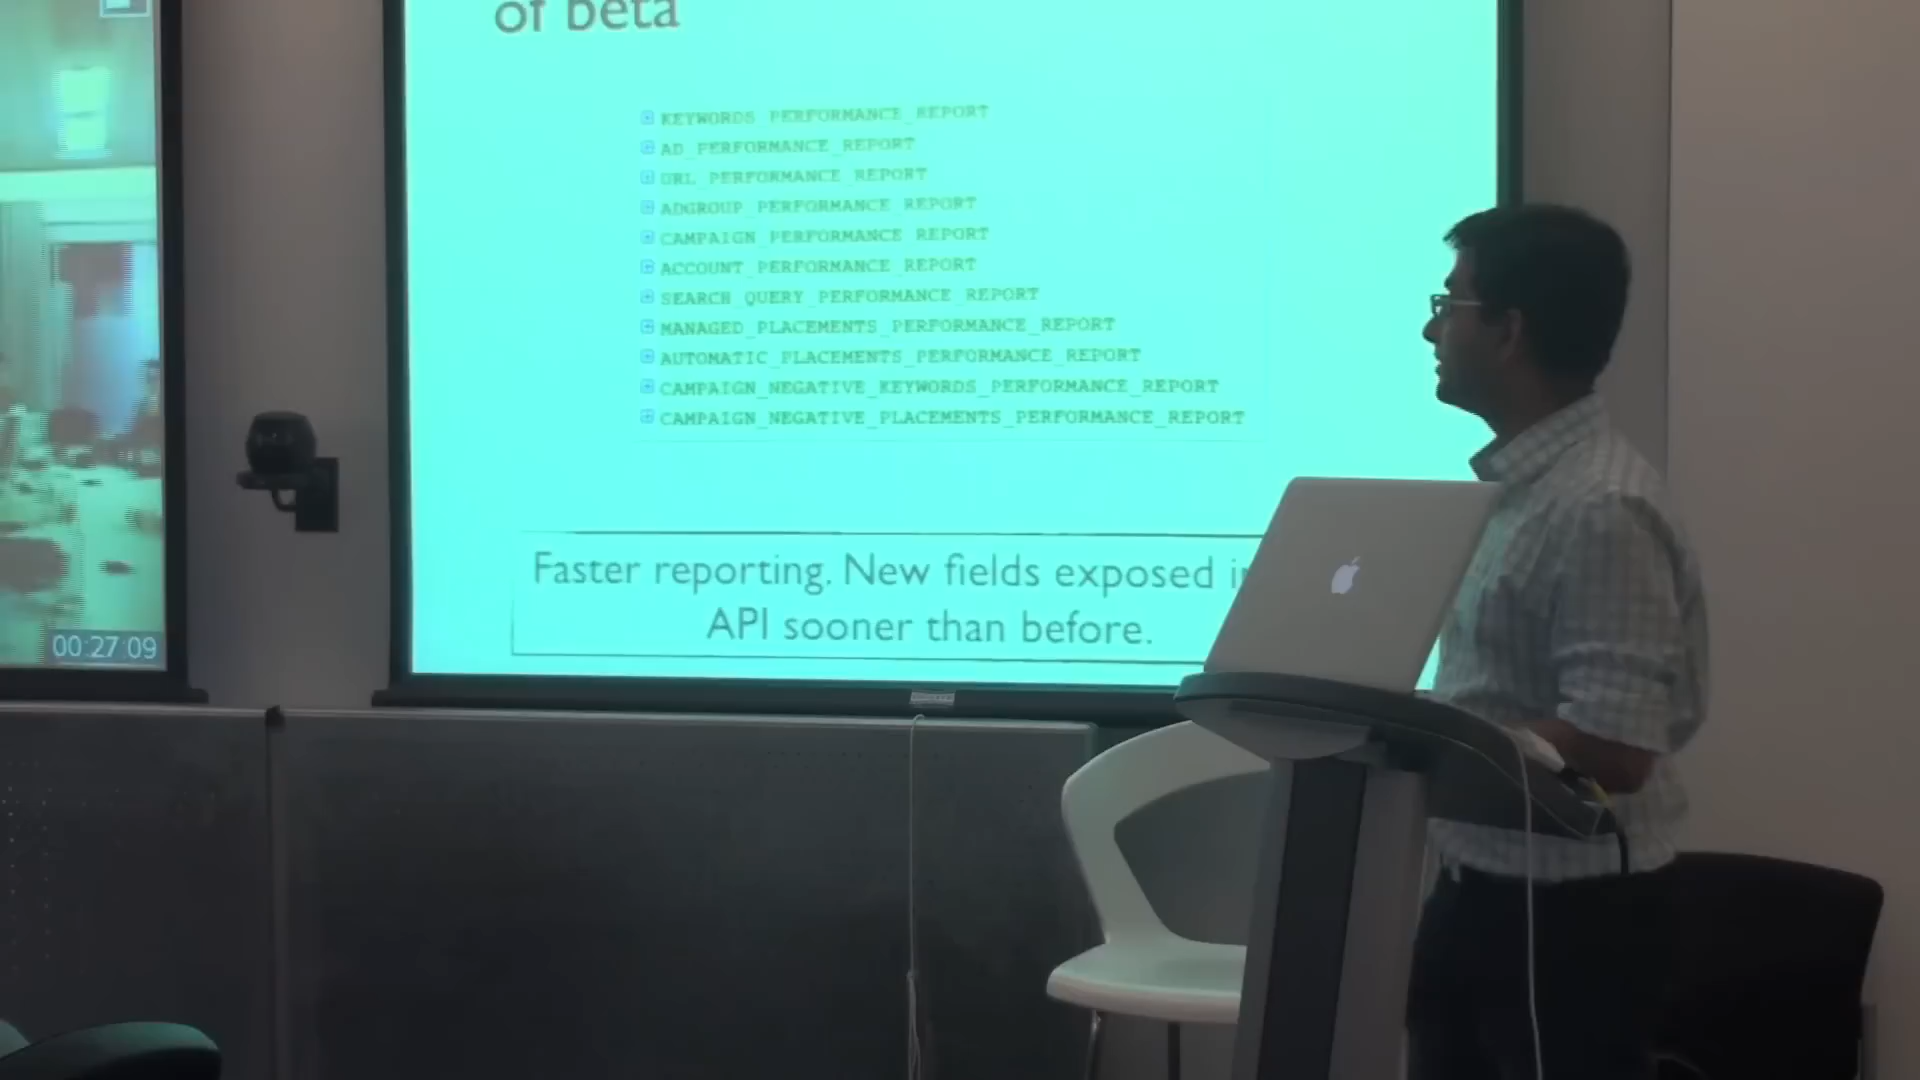 of beta
KEYWORDS_PERFORMANCE_REPORT
AD_PERFORMANCE_REPORT
URL_PERFORMANCE_REPORT
ADGROUP_PERFORMANCE_REPORT
CAMPAIGN_PERFORMANCE_REPORT
ACCOUNT_PERFORMANCE_REPORT
SEARCH_QUERY_PERFORMANCE_REPORT
MANAGED_PLACEMENTS_PERFORMANCE_REPORT
AUTOMATIC_PLACEMENTS_PERFORMANCE_REPORT
CAMPAIGN_NEGATIVE_KEYWORDS_PERFORMANCE_REPORT
CAMPAIGN_NEGATIVE_PLACEMENTS_PERFORMANCE_REPORT
Faster reporting. New fields exposed
API sooner than before.
00:27:09